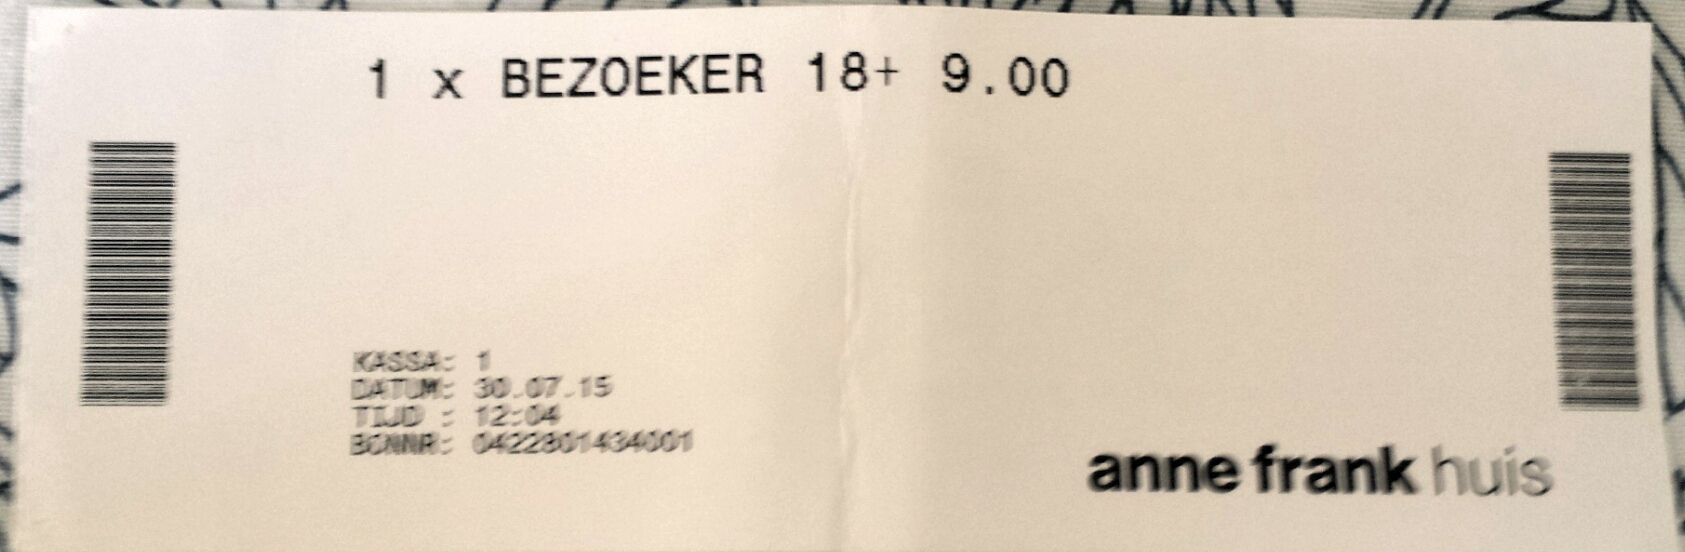 1 x BEZOEKER 18+ 9.00
KASSA: 1
DATUM: 30.07.15
TIJD : 12:04
BONNR: 0422801434001
anne frank huis